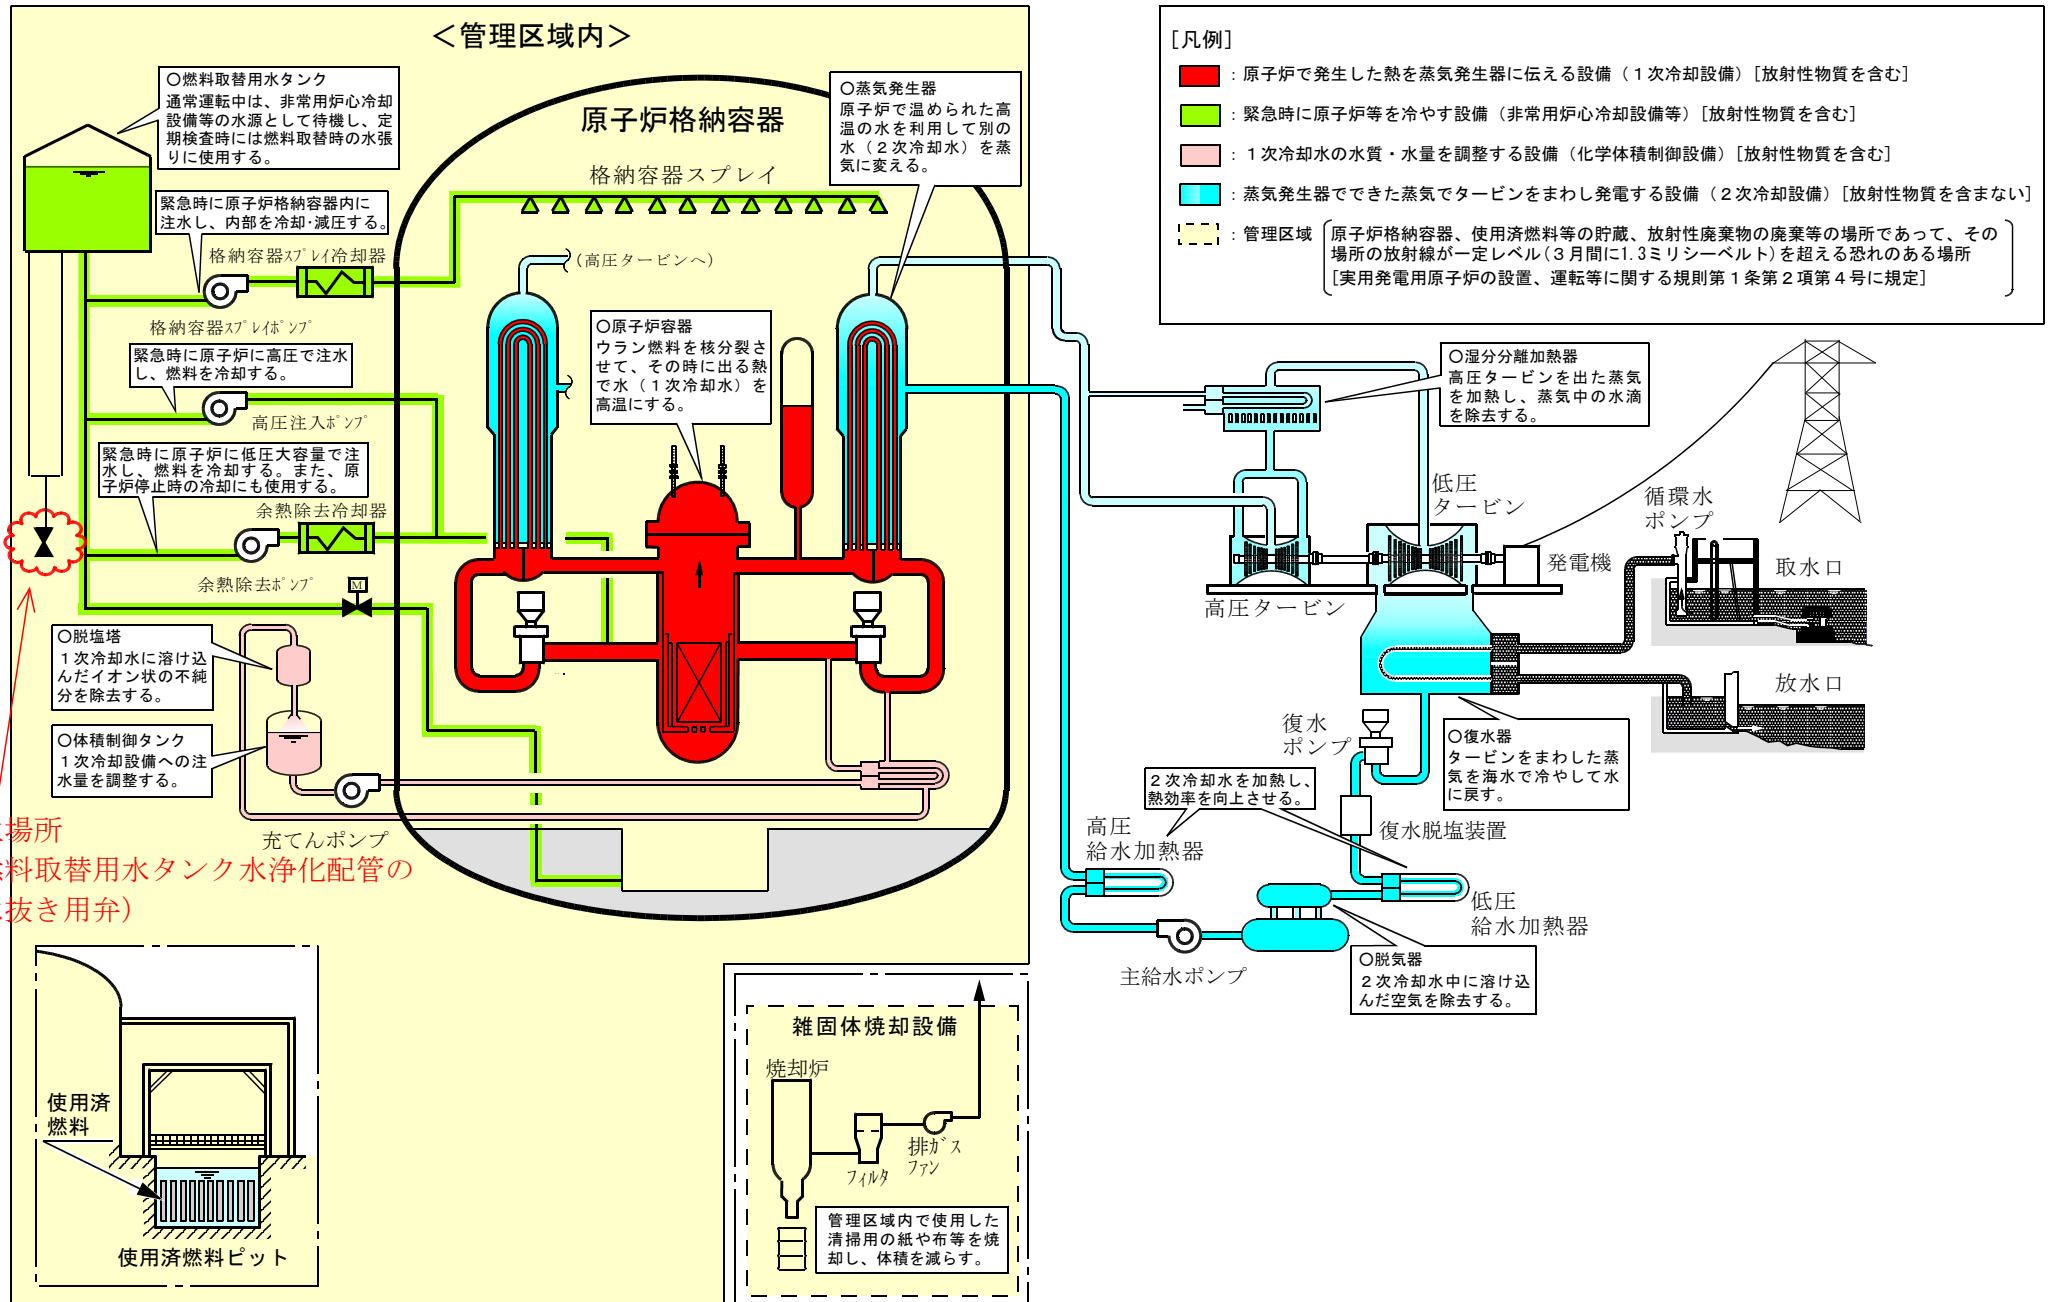 ＜管理区域内＞
○燃料取替用水タンク
通常運転中は、非常用炉心冷却
設備等の水源として待機し、定
期検査時には燃料取替時の水張
りに使用する。
原子炉格納容器
○蒸気発生器
原子炉で温められた高
温の水を利用して別の
水（２次冷却水）を蒸
気に変える。
格納容器スプレイ
緊急時に原子炉格納容器内に
注水し、内部を冷却･減圧する。
格納容器ｽﾌﾟﾚｲ冷却器
(高圧タービンへ)
格納容器ｽﾌﾟﾚｲﾎﾟﾝﾌﾟ
○原子炉容器
ウラン燃料を核分裂さ
せて、その時に出る熱
で水（１次冷却水）を
高温にする。
緊急時に原子炉に高圧で注水
し、燃料を冷却する。
高圧注入ﾎﾟﾝﾌﾟ
緊急時に原子炉に低圧大容量で注
水し、燃料を冷却する。また、原
子炉停止時の冷却にも使用する。
余熱除去冷却器
余熱除去ﾎﾟﾝﾌﾟ
M
○脱塩塔
１次冷却水に溶け込
んだイオン状の不純
分を除去する。
○体積制御タンク
１次冷却設備への注
水量を調整する。
充てんポンプ
場所
料取替用水タンク水浄化配管の
抜き用弁）
使用済
燃料
使用済燃料ピット
雑固体焼却設備
焼却炉
フィルタ
排ｶﾞｽ
ﾌｧﾝ
管理区域内で使用した
清掃用の紙や布等を焼
却し、体積を減らす。
［凡例］
：原子炉で発生した熱を蒸気発生器に伝える設備（１次冷却設備）［放射性物質を含む］
：緊急時に原子炉等を冷やす設備（非常用炉心冷却設備等）［放射性物質を含む］
：１次冷却水の水質・水量を調整する設備（化学体積制御設備）［放射性物質を含む］
：蒸気発生器でできた蒸気でタービンをまわし発電する設備（２次冷却設備）［放射性物質を含まない］
：管理区域 原子炉格納容器、使用済燃料等の貯蔵、放射性廃棄物の廃棄等の場所であって、その
場所の放射線が一定レベル(３月間に1.3ミリシーベルト)を超える恐れのある場所
［実用発電用原子炉の設置、運転等に関する規則第１条第２項第４号に規定］
○湿分分離加熱器
高圧タービンを出た蒸気
を加熱し、蒸気中の水滴
を除去する。
低圧
タービン
高圧タービン
発電機
循環水
ポンプ
取水口
放水口
復水
ポンプ
○復水器
タービンをまわした蒸
気を海水で冷やして水
に戻す。
２次冷却水を加熱し、
熱効率を向上させる。
復水脱塩装置
高圧
給水加熱器
低圧
給水加熱器
主給水ポンプ
○脱気器
２次冷却水中に溶け込
んだ空気を除去する。